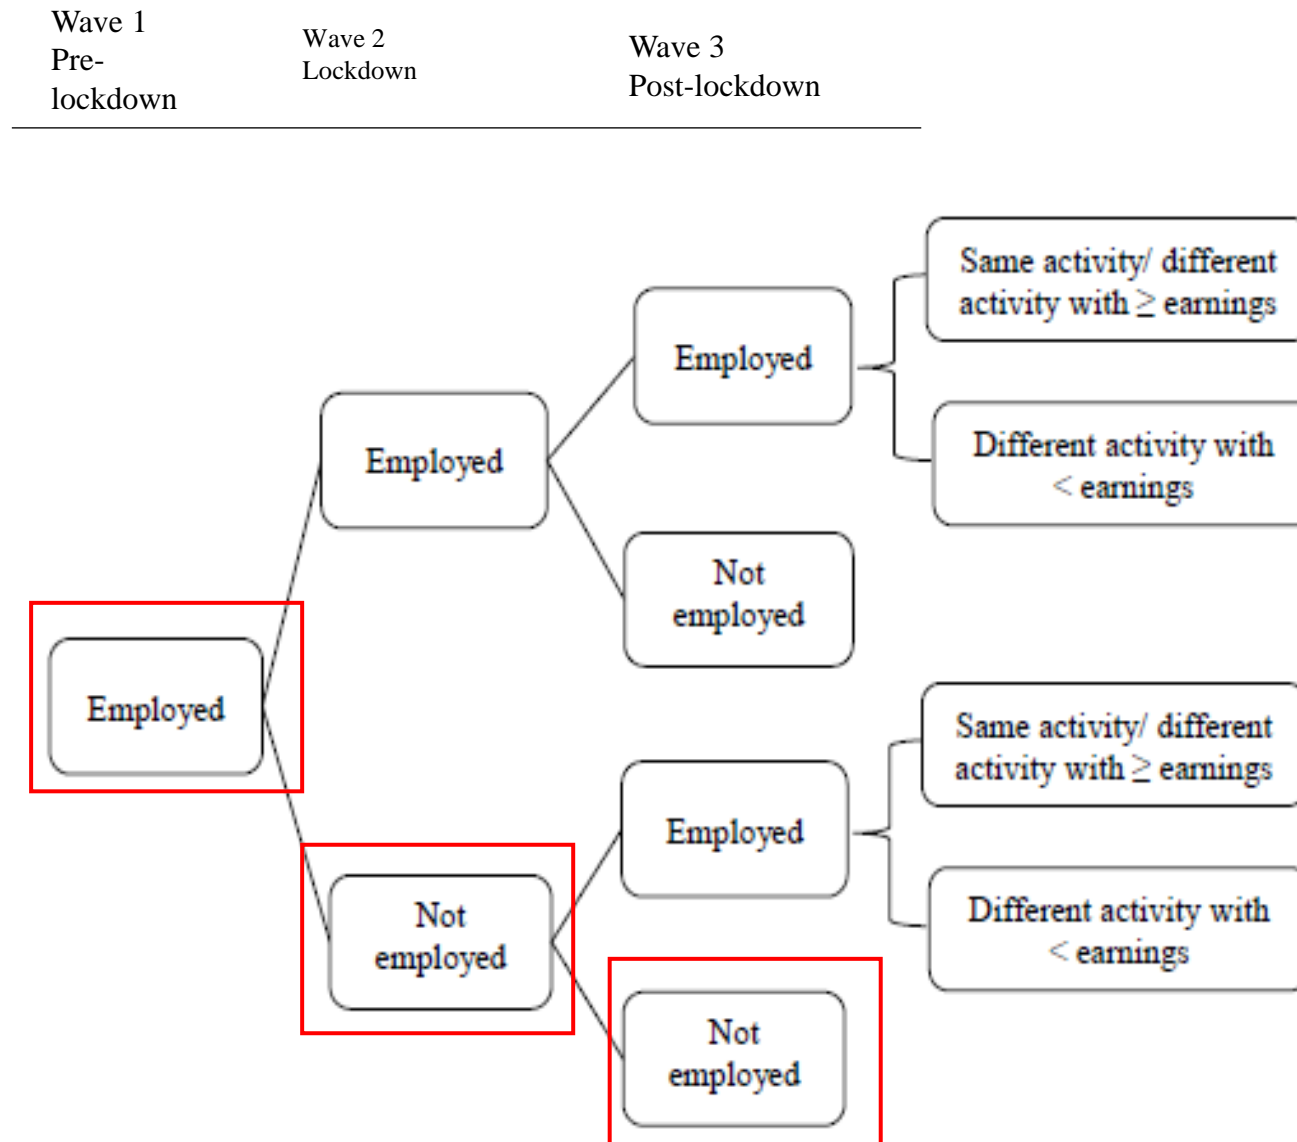 Wave 1
Pre-
lockdown
Wave 2
Lockdown
Wave 3
Post-lockdown
Same activity/ different
activity with ≥ earnings
Employed
Different activity with
< earnings
Employed
Not
employed
Employed
Same activity/ different
activity with ≥ earnings
Employed
Different activity with
< earnings
Not
employed
Not
employed